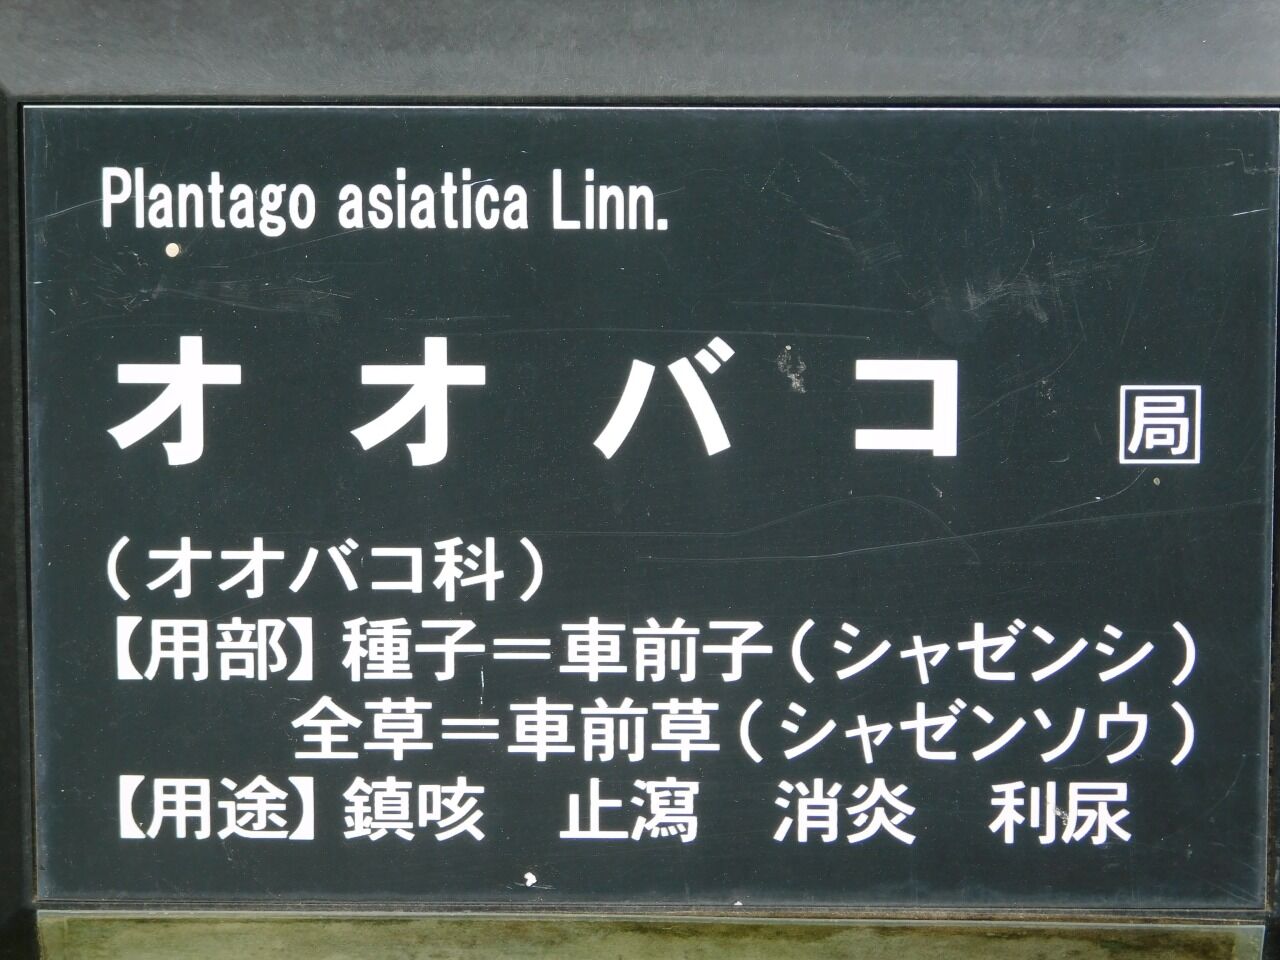 Plantago asiatica Linn.
オオバコ 局
(オオバコ科)
【用部】種子=車前子(シャゼンシ)
全草=車前草(シャゼンソウ)
【用途】鎮咳 止瀉 消炎 利尿